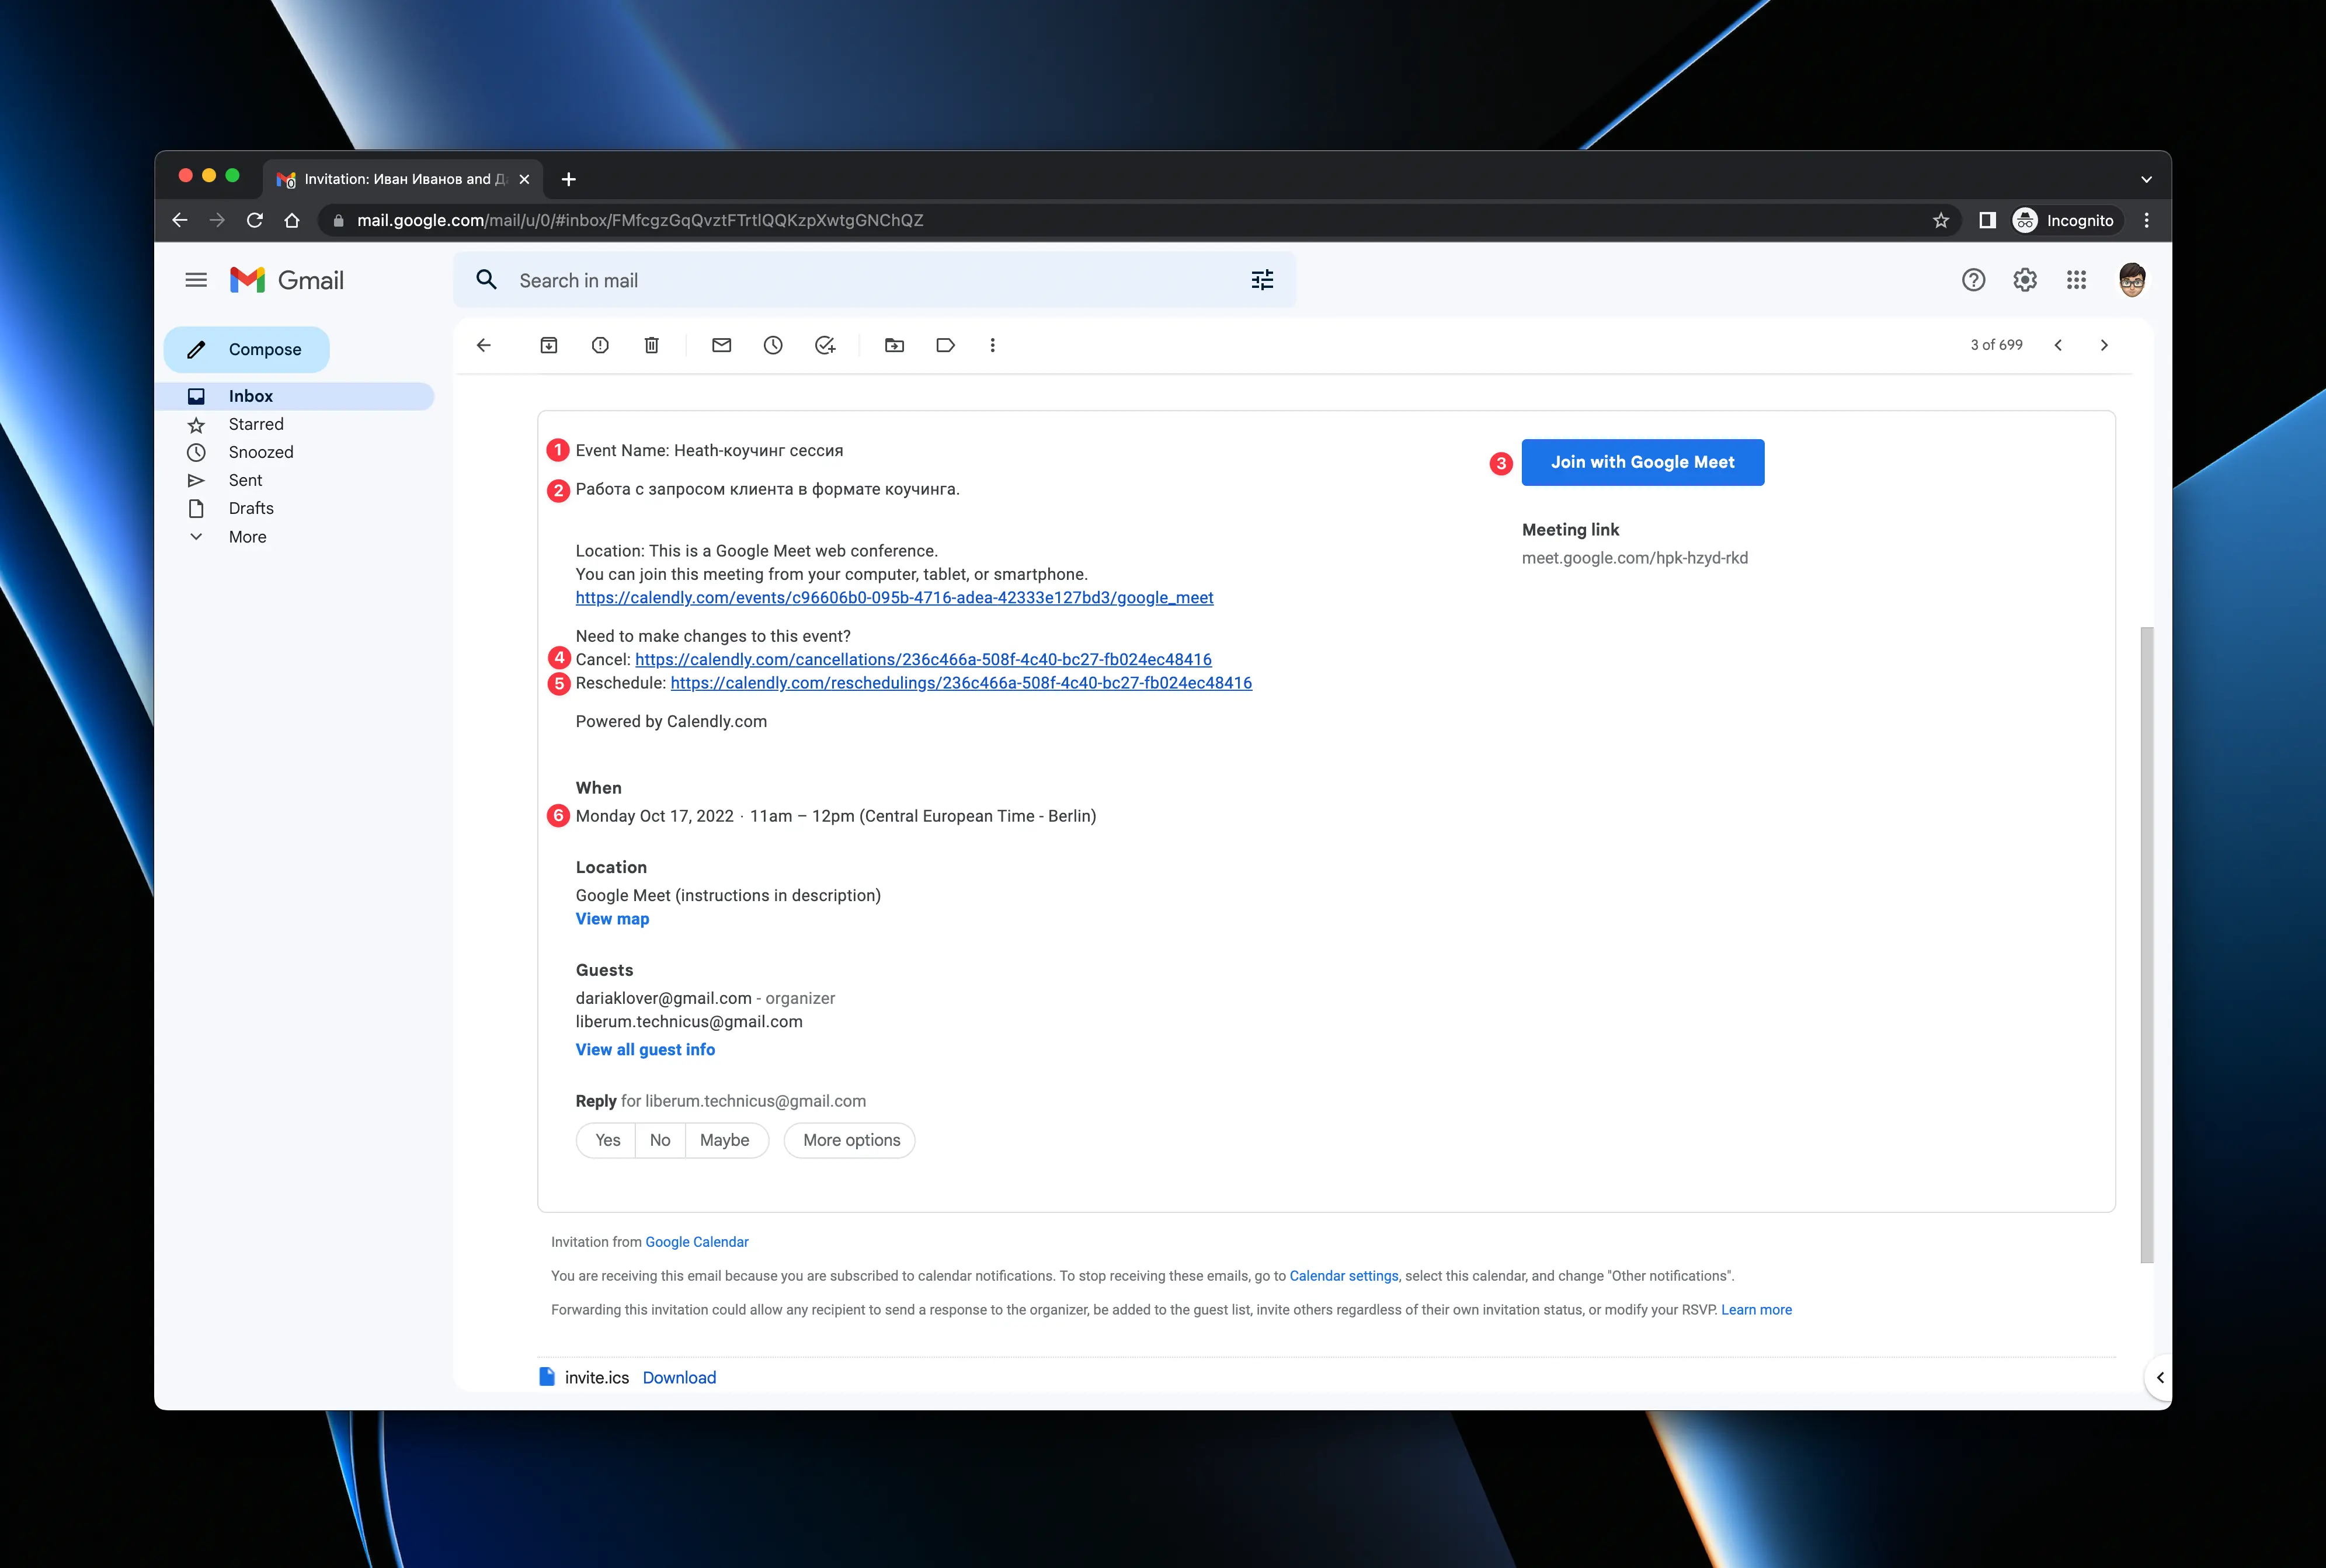 Invitation: Иван Иванов and Д
mail.google.com/mail/u/0/#inbox/FMfcgzGqQvztFTrtlQQKzpXwtgGNChQZ
Incognito
Gmail
Search in mail
Compose
3 of 699
Inbox
Starred
Snoozed
Sent
Drafts
More
1 Event Name: Heath-коучинг сессия
2 Работа с запросом клиента в формате коучинга.
Location: This is a Google Meet web conference.
You can join this meeting from your computer, tablet, or smartphone.
https://calendly.com/events/c96606b0-095b-4716-adea-42333e127bd3/google_meet
Need to make changes to this event?
4 Cancel: https://calendly.com/cancellations/236c466a-508f-4c40-bc27-fb024ec48416
5 Reschedule: https://calendly.com/reschedulings/236c466a-508f-4c40-bc27-fb024ec48416
Powered by Calendly.com
When
6 Monday Oct 17, 2022 · 11am – 12pm (Central European Time - Berlin)
Location
Google Meet (instructions in description)
View map
Guests
dariaklover@gmail.com - organizer
liberum.technicus@gmail.com
View all guest info
Reply for liberum.technicus@gmail.com
Yes No Maybe More options
3 Join with Google Meet
Meeting link
meet.google.com/hpk-hzyd-rkd
Invitation from Google Calendar
You are receiving this email because you are subscribed to calendar notifications. To stop receiving these emails, go to Calendar settings, select this calendar, and change "Other notifications".
Forwarding this invitation could allow any recipient to send a response to the organizer, be added to the guest list, invite others regardless of their own invitation status, or modify your RSVP. Learn more
invite.ics Download